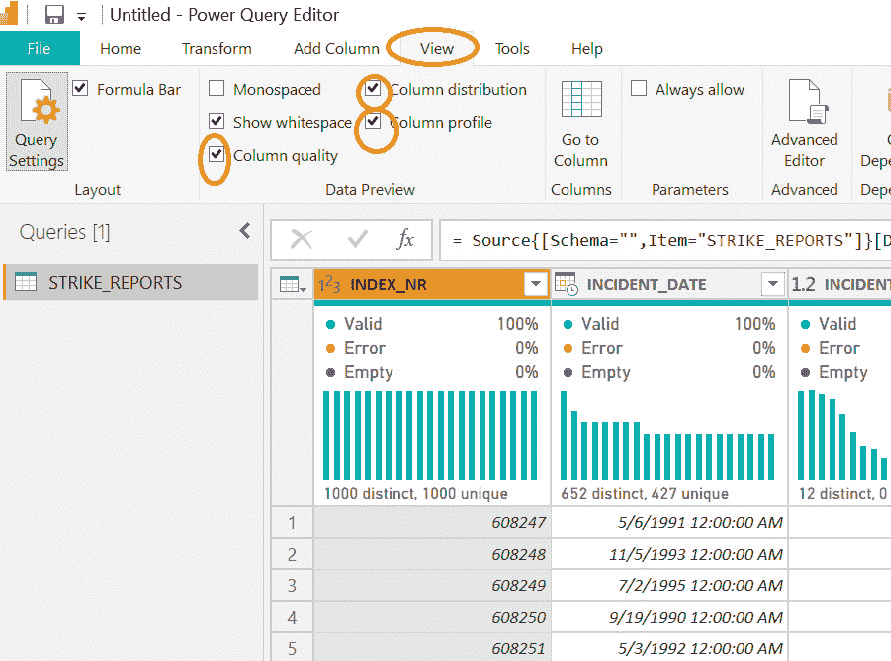 Untitled - Power Query Editor
File Home Transform Add Column View Tools Help
Query Settings
Formula Bar
Layout
Monospaced
Show whitespace
Column quality
Column distribution
Column profile
Data Preview
Go to Column
Columns
Always allow
Parameters
Advanced Editor
Advanced
Queries [1]
STRIKE_REPORTS
fx
= Source{[Schema="",Item="STRIKE_REPORTS"]}[D
123 INDEX_NR INCIDENT_DATE 1.2 INCIDENT
Valid 100% Valid 100% Valid
Error 0% Error 0% Error
Empty 0% Empty 0% Empty
1000 distinct, 1000 unique 652 distinct, 427 unique 12 distinct, 0
1 608247 5/6/1991 12:00:00 AM
2 608248 11/5/1993 12:00:00 AM
3 608249 7/2/1995 12:00:00 AM
4 608250 9/19/1990 12:00:00 AM
5 608251 5/3/1992 12:00:00 AM